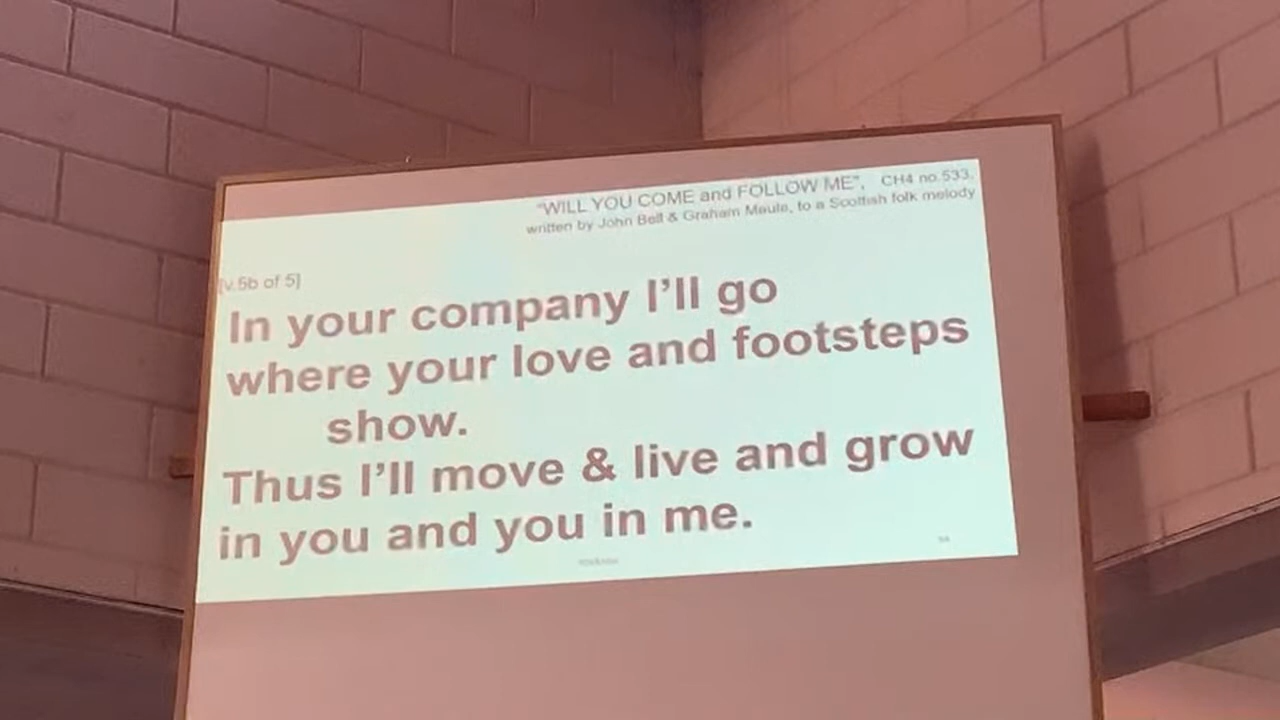 "WILL YOU COME and FOLLOW ME", CH4 no.533,
written by John Bell & Graham Maule, to a Scottish folk melody
[v.5b of 5]
In your company I'll go
where your love and footsteps
show.
Thus I'll move & live and grow
in you and you in me.